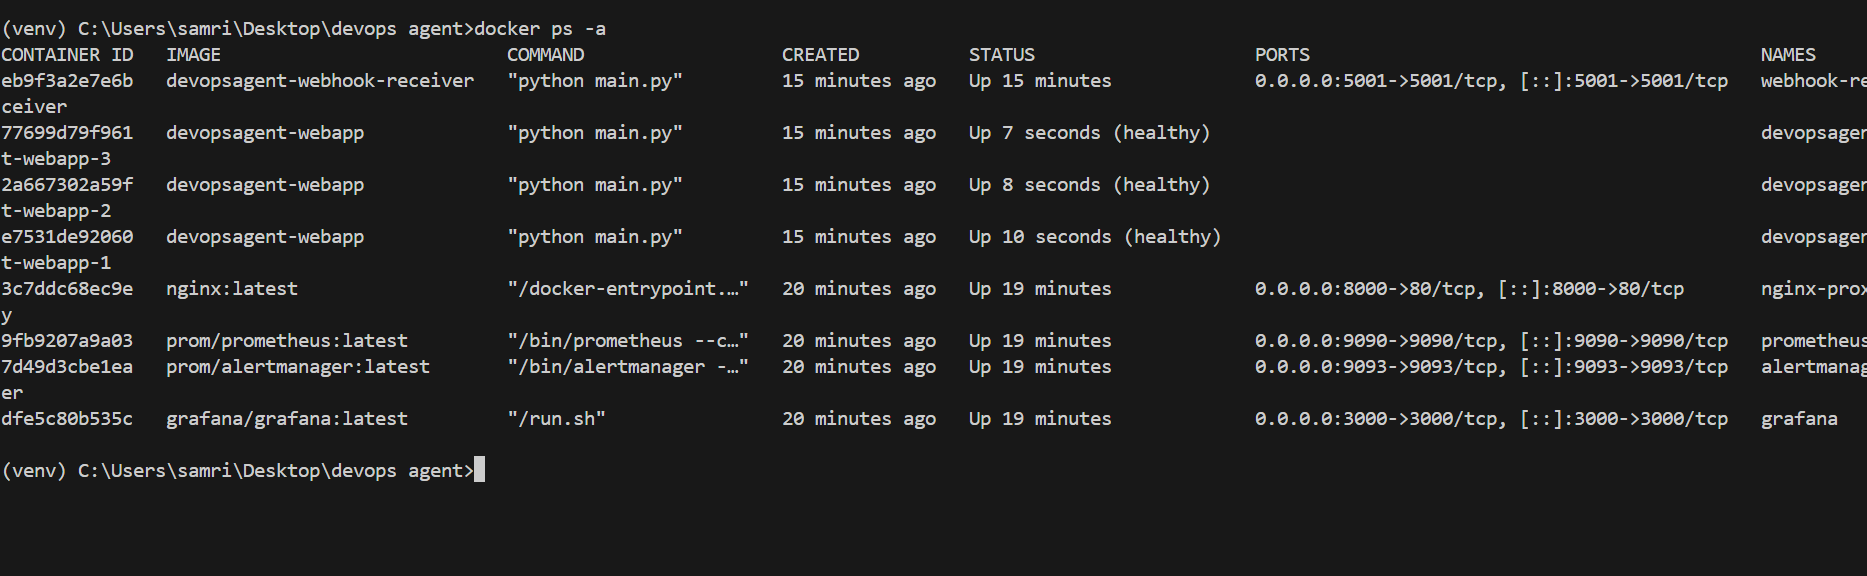 (venv) C:\Users\samri\Desktop\devops agent>docker ps -a
CONTAINER ID   IMAGE                          COMMAND                  CREATED          STATUS                    PORTS                                         NAMES
eb9f3a2e7e6b   devopsagent-webhook-receiver   "python main.py"         15 minutes ago   Up 15 minutes             0.0.0.0:5001->5001/tcp, [::]:5001->5001/tcp   webhook-re
ceiver
77699d79f961   devopsagent-webapp             "python main.py"         15 minutes ago   Up 7 seconds (healthy)                                                  devopsagen
t-webapp-3
2a667302a59f   devopsagent-webapp             "python main.py"         15 minutes ago   Up 8 seconds (healthy)                                                  devopsagen
t-webapp-2
e7531de92060   devopsagent-webapp             "python main.py"         15 minutes ago   Up 10 seconds (healthy)                                                 devopsagen
t-webapp-1
3c7ddc68ec9e   nginx:latest                   "/docker-entrypoint.…"   20 minutes ago   Up 19 minutes             0.0.0.0:8000->80/tcp, [::]:8000->80/tcp       nginx-prox
y
9fb9207a9a03   prom/prometheus:latest         "/bin/prometheus --c…"   20 minutes ago   Up 19 minutes             0.0.0.0:9090->9090/tcp, [::]:9090->9090/tcp   prometheus
7d49d3cbe1ea   prom/alertmanager:latest       "/bin/alertmanager -…"   20 minutes ago   Up 19 minutes             0.0.0.0:9093->9093/tcp, [::]:9093->9093/tcp   alertmanag
er
dfe5c80b535c   grafana/grafana:latest         "/run.sh"                20 minutes ago   Up 19 minutes             0.0.0.0:3000->3000/tcp, [::]:3000->3000/tcp   grafana
(venv) C:\Users\samri\Desktop\devops agent>